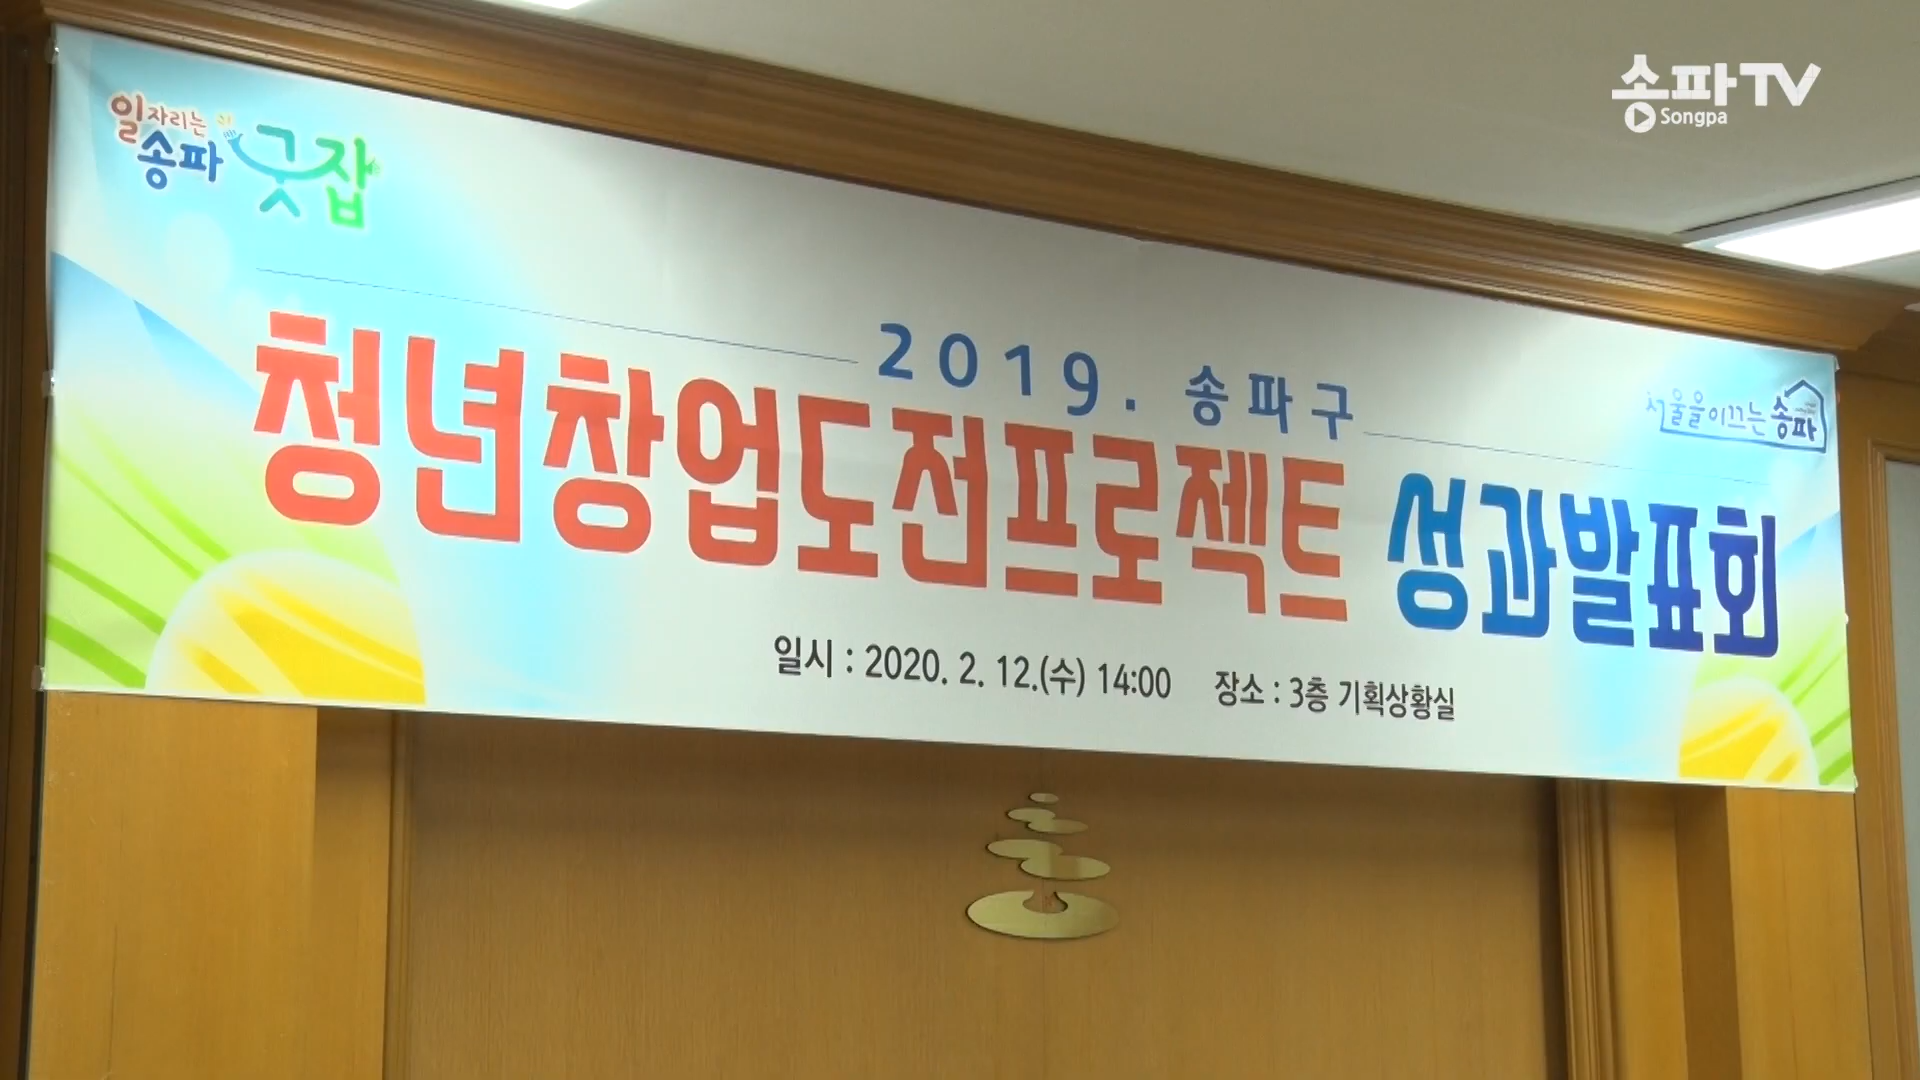 송파TV
Songpa
일자리는
송파 굿잡
2019. 송파구
서울을 이끄는 송파
청년창업도전프로젝트 성과발표회
일시 : 2020. 2. 12.(수) 14:00 장소 : 3층 기획상황실